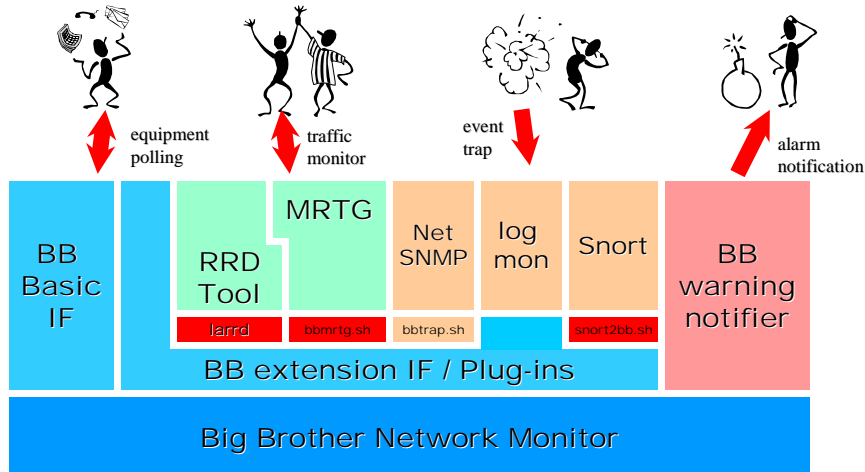 equipment
polling
traffic
monitor
event
trap
alarm
notification
BB
Basic
IF
RRD
Tool
MRTG
Net
SNMP
log
mon
Snort
BB
warning
notifier
larrd
bbmrtg.sh
bbtrap.sh
snort2bb.sh
BB extension IF / Plug-ins
Big Brother Network Monitor